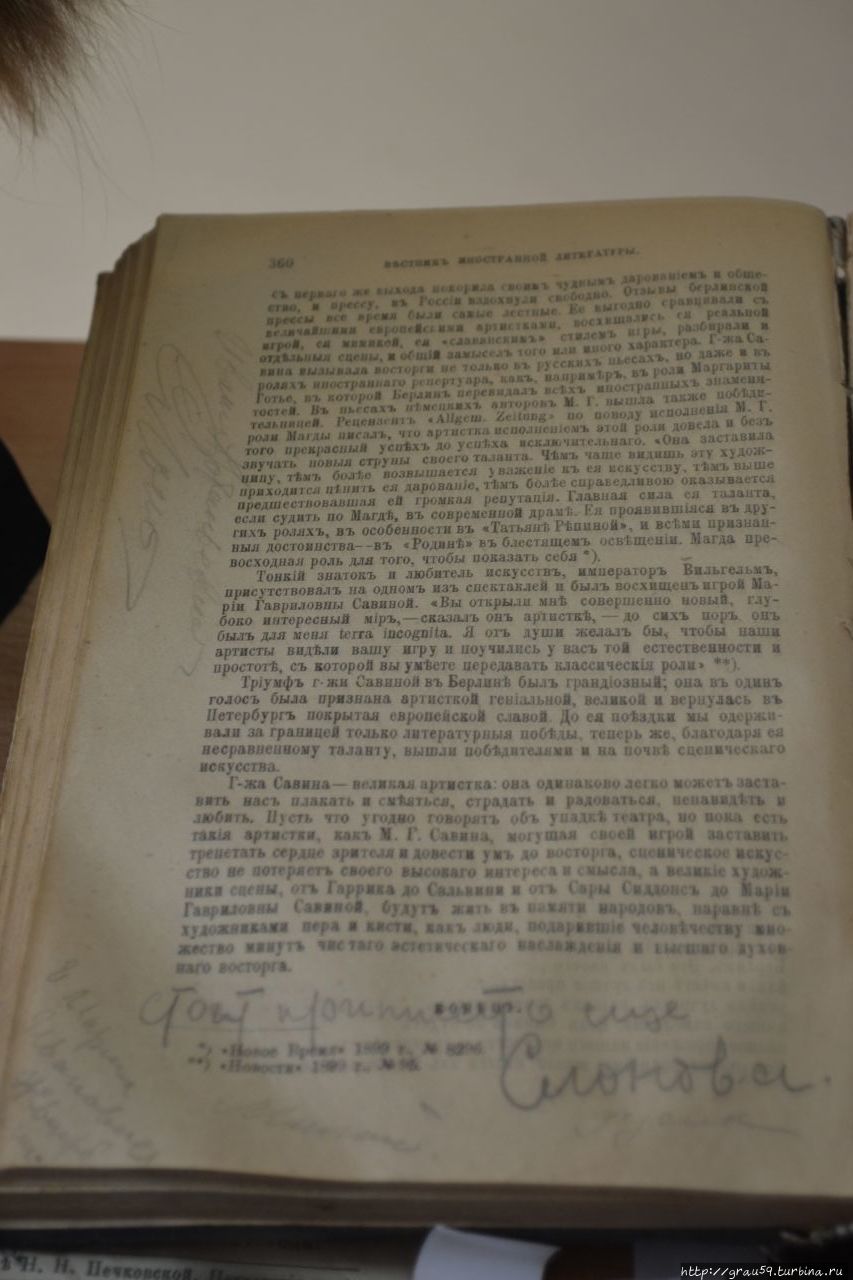 360 ВѢСТНИКЪ ИНОСТРАННОЙ ЛИТЕРАТУРЫ.
съ перваго же выхода покорила своимъ чуднымъ дарованіемъ и обще-
ство, и прессу, въ Россіи вздохнули свободно. Отзывы берлинской
прессы все время были самые лестные. Ее выгодно сравнивали съ
величайшими европейскими артистками, восхищались ея реальной
игрой, ея мимикой, ея «славянскимъ» стилемъ игры, разбирали и
отдѣльныя сцены, и общій замыселъ того или иного характера. Г-жа Са-
вина вызывала восторги не только въ русскихъ пьесахъ, но даже и въ
роляхъ иностраннаго репертуара, какъ, напримѣръ, въ роли Маргариты
Готье, въ которой Берлинъ перевидалъ всѣхъ иностранныхъ знамени-
тостей. Въ пьесахъ нѣмецкихъ авторовъ М. Г. вышла также побѣди-
тельницей. Рецензентъ «Allgem. Zeitung» по поводу исполненія М. Г.
роли Магды писалъ, что артистка исполненіемъ этой роли довела и безъ
того прекрасный успѣхъ до успѣха исключительнаго. «Она заставила
звучать новыя струны своего таланта. Чѣмъ чаще видишь эту худож-
ницу, тѣмъ болѣе возвышается уваженіе къ ея искусству, тѣмъ выше
приходится цѣнить ея дарованіе, тѣмъ болѣе справедливою оказывается
предшествовавшая ей громкая репутація. Главная сила ея таланта,
если судить по Магдѣ, въ современной драмѣ. Ея проявившіяся въ дру-
гихъ роляхъ, въ особенности въ «Татьянѣ Рѣпиной», и всѣми признан-
ныя достоинства--въ «Родинѣ» въ блестящемъ освѣщеніи. Магда пре-
восходная роль для того, чтобы показать себя *).
Тонкій знатокъ и любитель искусствъ, императоръ Вильгельмъ,
присутствовалъ на одномъ изъ спектаклей и былъ восхищенъ игрой Ма-
ріи Гавриловны Савиной. «Вы открыли мнѣ совершенно новый, глу-
боко интересный міръ,—сказалъ онъ артисткѣ,—до сихъ поръ онъ
былъ для меня terra incognita. Я отъ души желалъ бы, чтобы наши
артисты видѣли вашу игру и поучились у васъ той естественности и
простотѣ, съ которой вы умѣете передавать классическія роли» **).
Тріумфъ г-жи Савиной въ Берлинѣ былъ грандіозный; она въ одинъ
голосъ была признана артисткой геніальной, великой и вернулась въ
Петербургъ покрытая европейской славой. До ея поѣздки мы одержи-
вали за границей только литературныя побѣды, теперь же, благодаря ея
несравненному таланту, вышли побѣдителями и на почвѣ сценическаго
искусства.
Г-жа Савина— великая артистка: она одинаково легко можетъ заста-
вить насъ плакать и смѣяться, страдать и радоваться, ненавидѣть и
любить. Пусть что угодно говорятъ объ упадкѣ театра, но пока есть
такія артистки, какъ М. Г. Савина, могущая своей игрой заставить
трепетать сердце зрителя и довести умъ до восторга, сценическое искус-
ство не потеряетъ своего высокаго интереса и смысла, а великіе худож-
ники сцены, отъ Гаррика до Сальвини и отъ Сары Сиддонсъ до Маріи
Гавриловны Савиной, будутъ жить въ памяти народовъ, наравнѣ съ
художниками пера и кисти, какъ люди, подарившіе человѣчеству мно-
жество минутъ чистаго эстетическаго наслажденія и высшаго духов-
наго восторга.
КОНЕЦЪ.
*) «Новое Время» 1899 г., № 8296.
**) «Новости» 1899 г., № 95.
Слонова.
Н. Н. Печковской,
http://grau59.turbina.ru